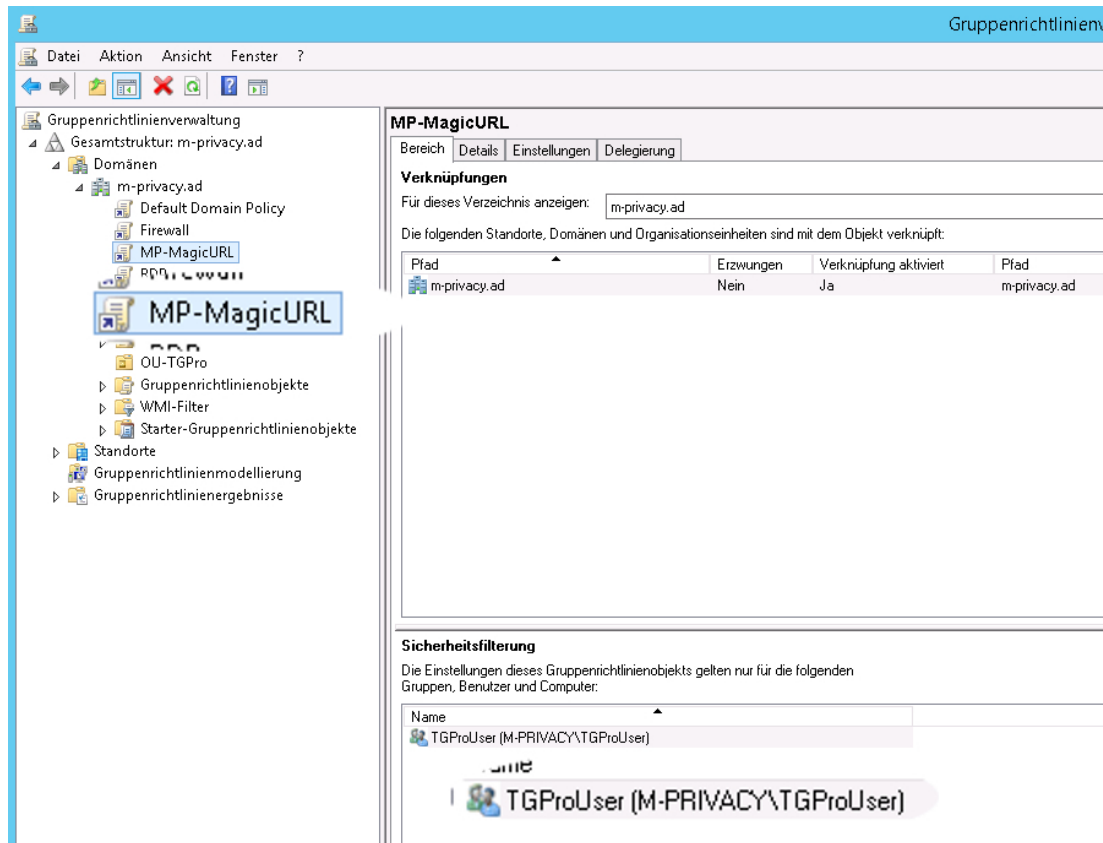 Gruppenrichtlinienv
Datei Aktion Ansicht Fenster ?
Gruppenrichtlinienverwaltung
Gesamtstruktur: m-privacy.ad
Domänen
m-privacy.ad
Default Domain Policy
Firewall
MP-MagicURL
MP-MagicURL
OU-TGPro
Gruppenrichtlinienobjekte
WMI-Filter
Starter-Gruppenrichtlinienobjekte
Standorte
Gruppenrichtlinienmodellierung
Gruppenrichtlinienergebnisse
MP-MagicURL
Bereich Details Einstellungen Delegierung
Verknüpfungen
Für dieses Verzeichnis anzeigen: m-privacy.ad
Die folgenden Standorte, Domänen und Organisationseinheiten sind mit dem Objekt verknüpft:
Pfad Erzwungen Verknüpfung aktiviert Pfad
m-privacy.ad Nein Ja m-privacy.ad
Sicherheitsfilterung
Die Einstellungen dieses Gruppenrichtlinienobjekts gelten nur für die folgenden
Gruppen, Benutzer und Computer:
Name
TGProUser (M-PRIVACY\TGProUser)
TGProUser (M-PRIVACY\TGProUser)